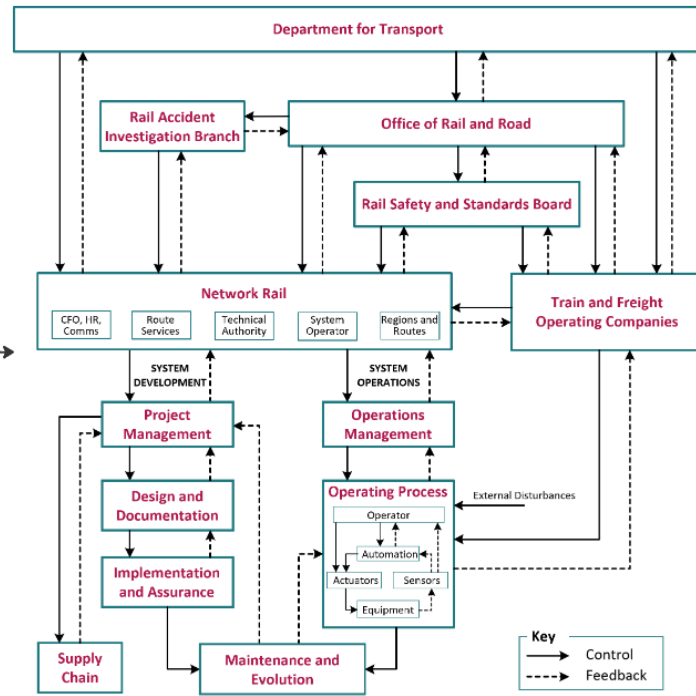 Department for Transport
Rail Accident
Investigation Branch
Office of Rail and Road
Rail Safety and Standards Board
Network Rail
CFO, HR,
Comms
Route
Services
Technical
Authority
System
Operator
Regions and
Routes
Train and Freight
Operating Companies
SYSTEM
DEVELOPMENT
SYSTEM
OPERATIONS
Project
Management
Operations
Management
Design and
Documentation
Operating Process
External Disturbances
Operator
Automation
Actuators
Sensors
Equipment
Implementation
and Assurance
Supply
Chain
Maintenance and
Evolution
Key
Control
Feedback